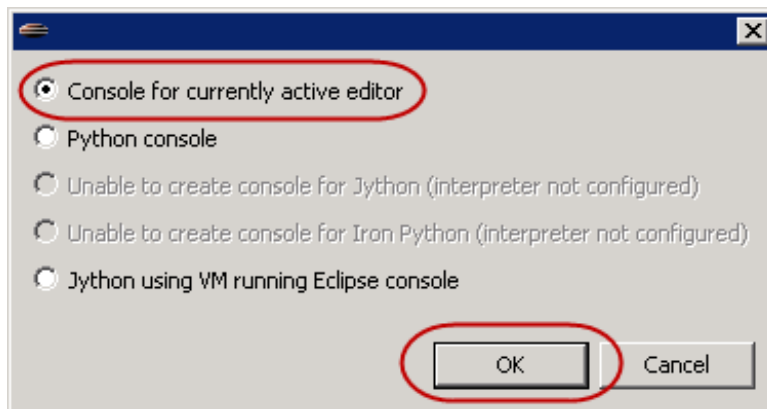 Console for currently active editor
Python console
Unable to create console for Jython (interpreter not configured)
Unable to create console for Iron Python (interpreter not configured)
Jython using VM running Eclipse console
OK
Cancel